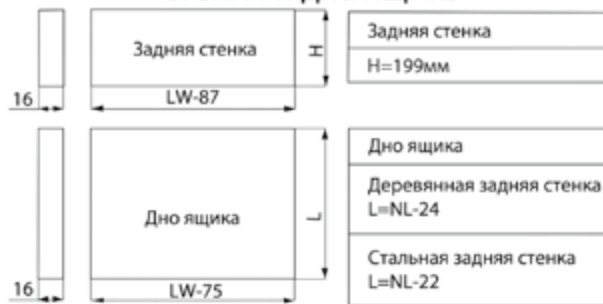 Задняя стенка
H
16
LW-87
Задняя стенка
H=199мм
Дно ящика
L
16
LW-75
Дно ящика
Деревянная задняя стенка
L=NL-24
Стальная задняя стенка
L=NL-22